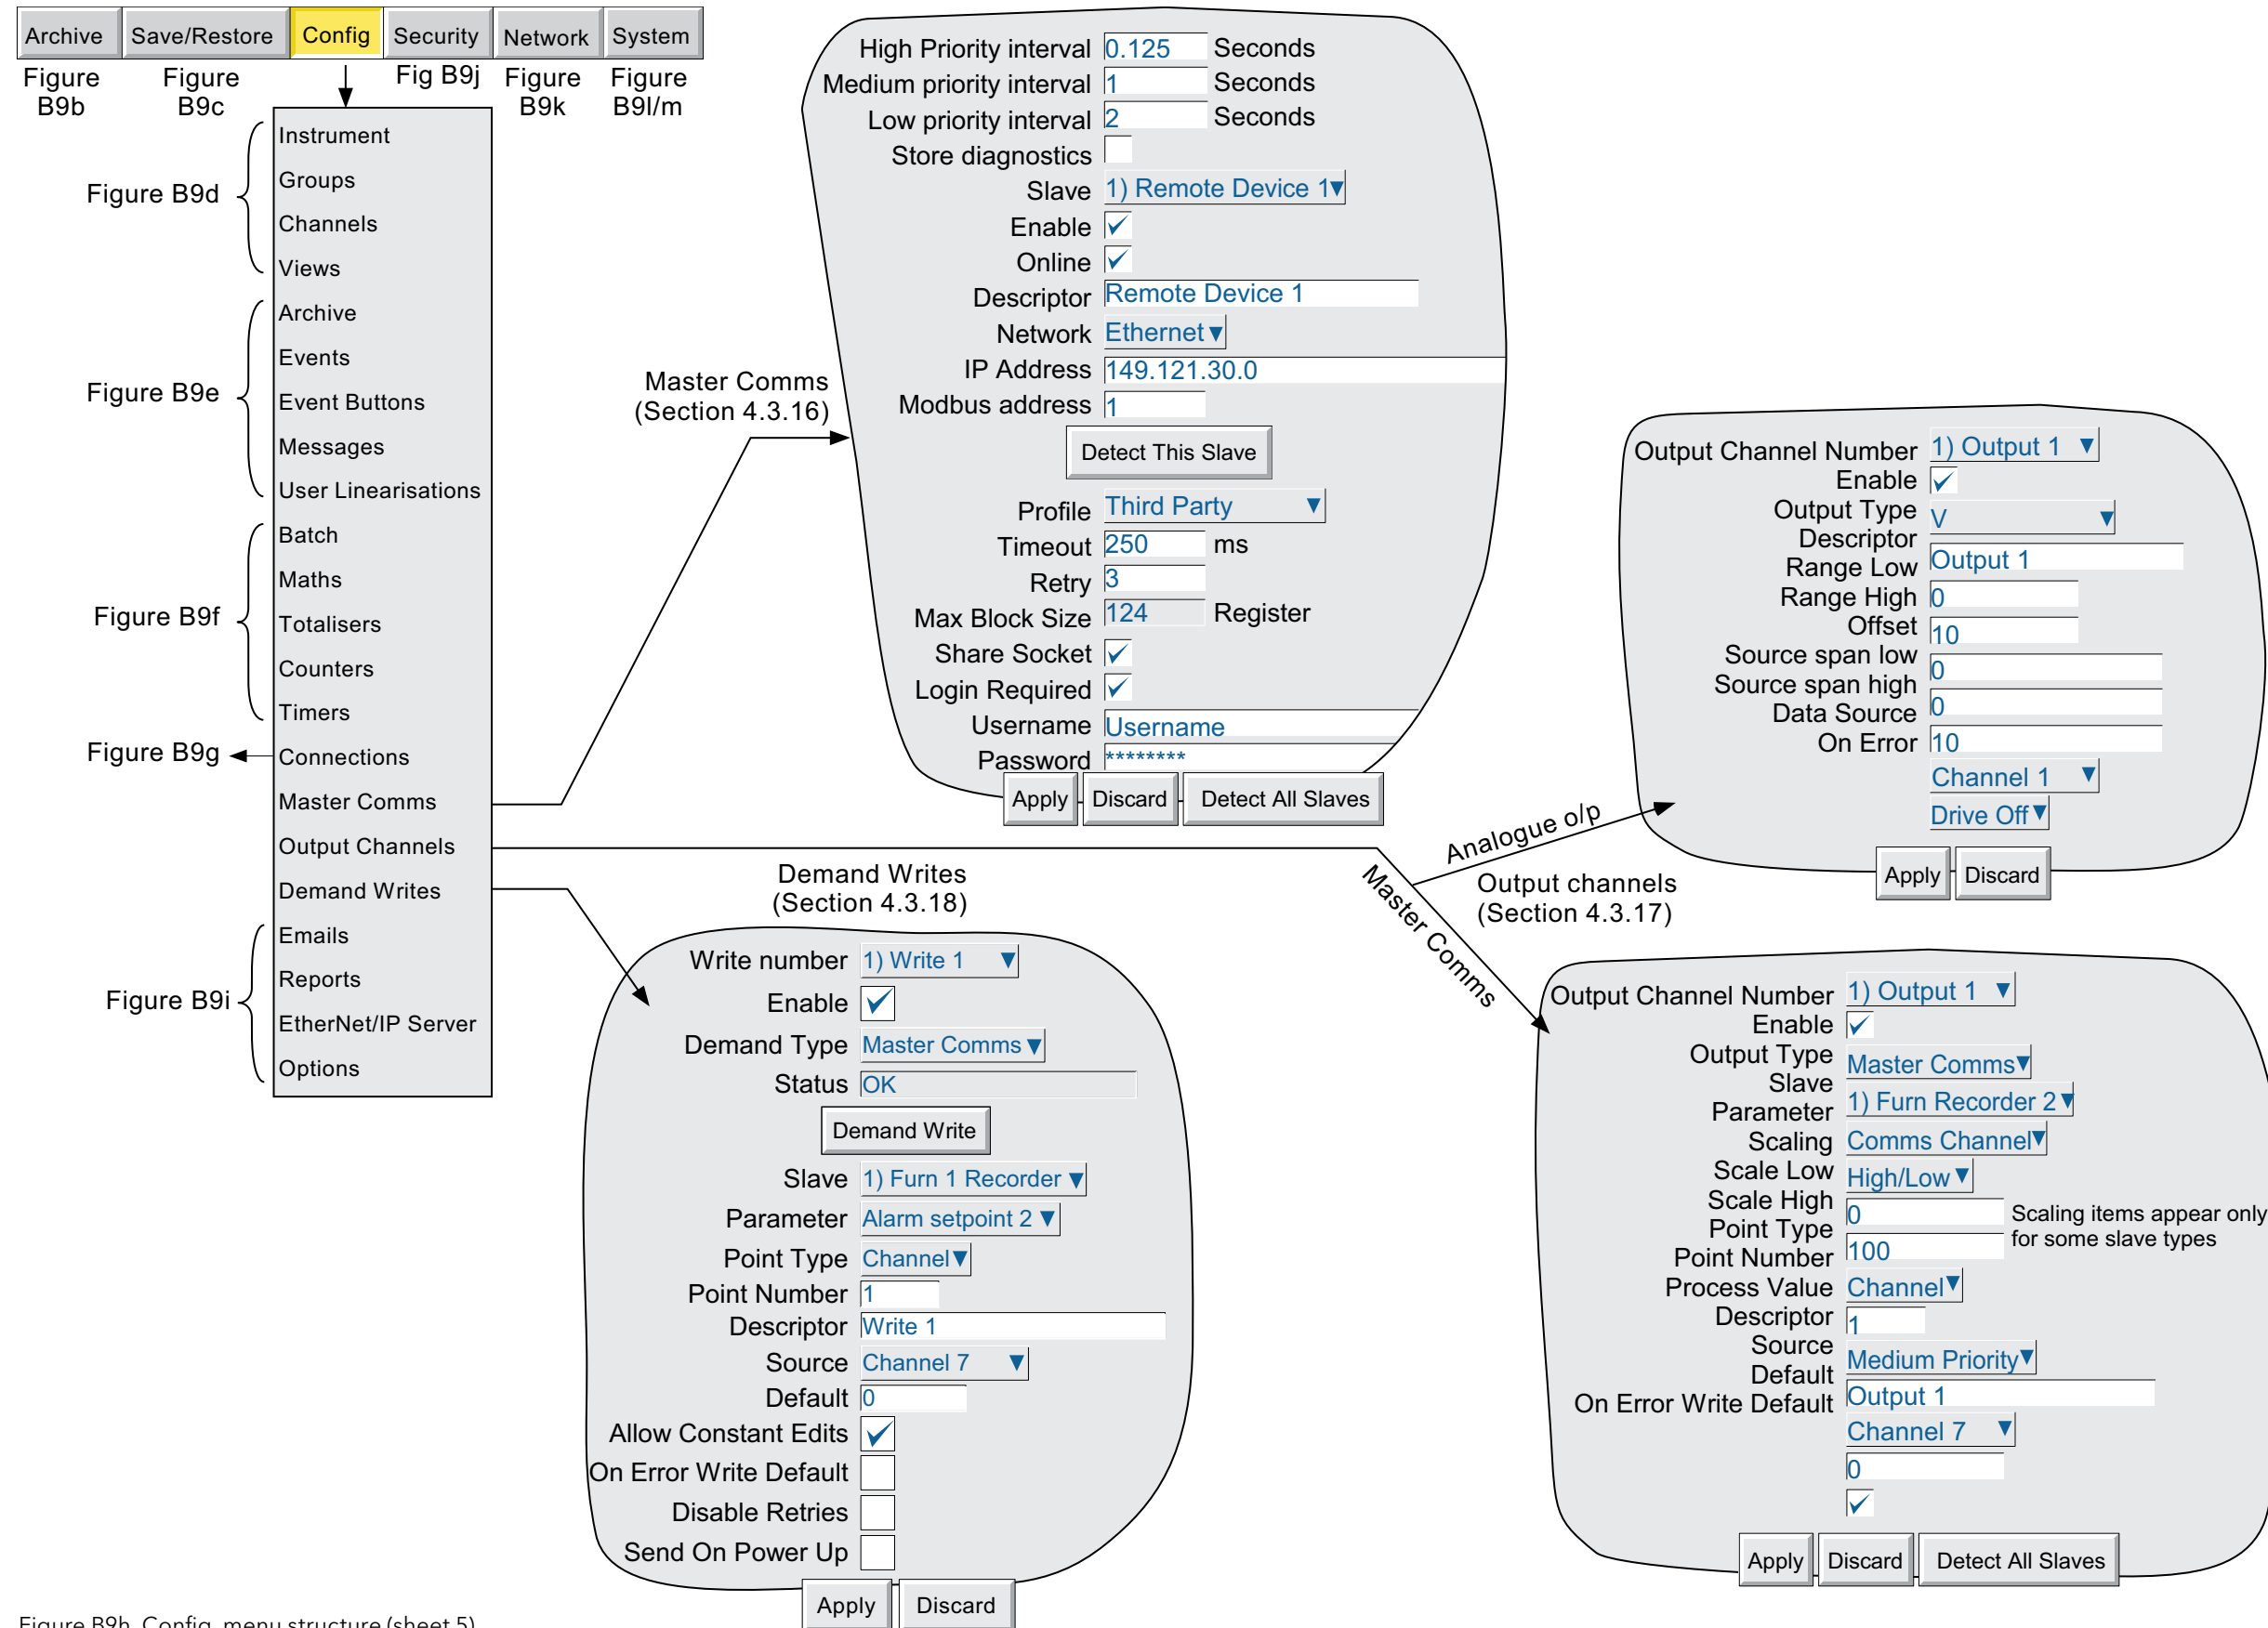 Archive Save/Restore Config Security Network System
Figure B9b
Figure B9c
Fig B9j
Figure B9k
Figure B9l/m
Instrument
Groups
Channels
Views
Archive
Events
Event Buttons
Messages
User Linearisations
Batch
Maths
Totalisers
Counters
Timers
Connections
Master Comms
Output Channels
Demand Writes
Emails
Reports
EtherNet/IP Server
Options
Figure B9d
Figure B9e
Figure B9f
Figure B9g
Figure B9i
Master Comms
(Section 4.3.16)
High Priority interval 0.125 Seconds
Medium priority interval 1 Seconds
Low priority interval 2 Seconds
Store diagnostics
Slave 1) Remote Device 1
Enable
Online
Descriptor Remote Device 1
Network Ethernet
IP Address 149.121.30.0
Modbus address 1
Detect This Slave
Profile Third Party
Timeout 250 ms
Retry 3
Max Block Size 124 Register
Share Socket
Login Required
Username Username
Password ********
Apply Discard Detect All Slaves
Demand Writes
(Section 4.3.18)
Write number 1) Write 1
Enable
Demand Type Master Comms
Status OK
Demand Write
Slave 1) Furn 1 Recorder
Parameter Alarm setpoint 2
Point Type Channel
Point Number 1
Descriptor Write 1
Source Channel 7
Default 0
Allow Constant Edits
On Error Write Default
Disable Retries
Send On Power Up
Apply Discard
Analogue o/p
Output channels
(Section 4.3.17)
Master Comms
Output Channel Number 1) Output 1
Enable
Output Type V
Descriptor
Range Low Output 1
Range High 0
Offset 10
Source span low 0
Source span high 0
Data Source
On Error 10
Channel 1
Drive Off
Apply Discard
Output Channel Number 1) Output 1
Enable
Output Type Master Comms
Slave
Parameter 1) Furn Recorder 2
Scaling Comms Channel
Scale Low High/Low
Scale High 0
Scaling items appear only
for some slave types
Point Type
Point Number 100
Process Value Channel
Descriptor 1
Source Medium Priority
Default
On Error Write Default Output 1
Channel 7
0
Apply Discard Detect All Slaves
Figure B9h Config menu structure (sheet 5)